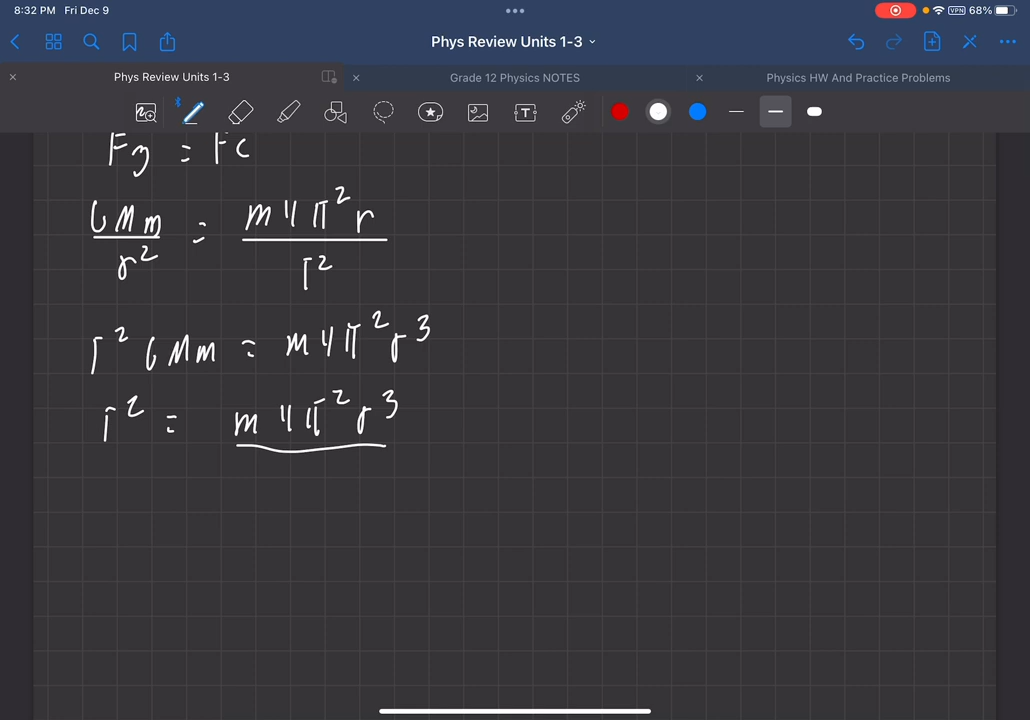 8:32 PM Fri Dec 9
VPN 68%
Phys Review Units 1-3
Phys Review Units 1-3
Grade 12 Physics NOTES
Physics HW And Practice Problems
T
Fg = Fc
GMm = m4π²r
r² T²
T²GMm = m4π²r³
T² = m4π²r³